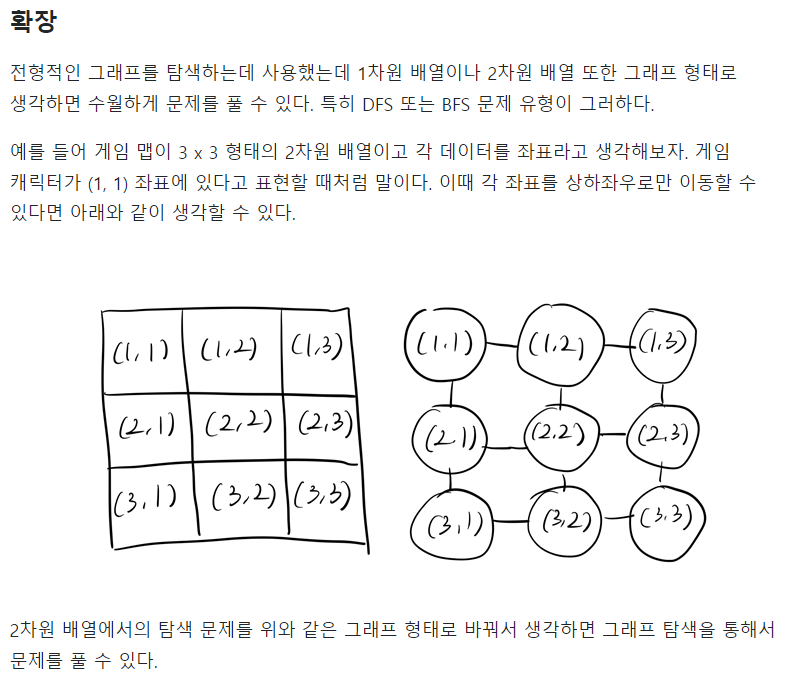 확장
전형적인 그래프를 탐색하는데 사용했는데 1차원 배열이나 2차원 배열 또한 그래프 형태로
생각하면 수월하게 문제를 풀 수 있다. 특히 DFS 또는 BFS 문제 유형이 그러하다.
예를 들어 게임 맵이 3 x 3 형태의 2차원 배열이고 각 데이터를 좌표라고 생각해보자. 게임
캐릭터가 (1, 1) 좌표에 있다고 표현할 때처럼 말이다. 이때 각 좌표를 상하좌우로만 이동할 수
있다면 아래와 같이 생각할 수 있다.
(1,1) (1,2) (1,3)
(2,1) (2,2) (2,3)
(3,1) (3,2) (3,3)
(1,1) (1,2) (1,3)
(2,1) (2,2) (2,3)
(3,1) (3,2) (3,3)
2차원 배열에서의 탐색 문제를 위와 같은 그래프 형태로 바꿔서 생각하면 그래프 탐색을 통해서
문제를 풀 수 있다.